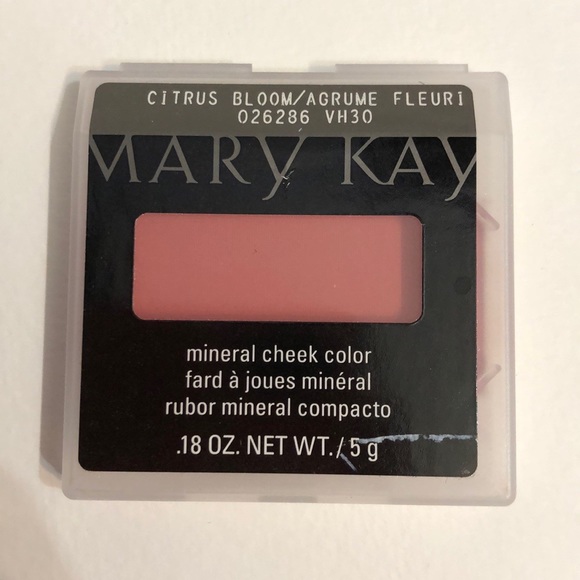 CiTRUS BLOOM/AGRUME FLEURi
026286 VH30
MARY KAY
mineral cheek color
fard à joues minéral
rubor mineral compacto
.18 OZ. NET WT./5 g